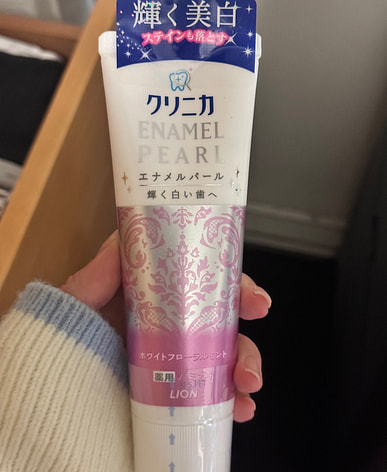 輝く美白
ステインも落とす
クリニカ
ENAMEL
PEARL
エナメルパール
輝く白い歯へ
ホワイトフローラルミント
薬用
LION